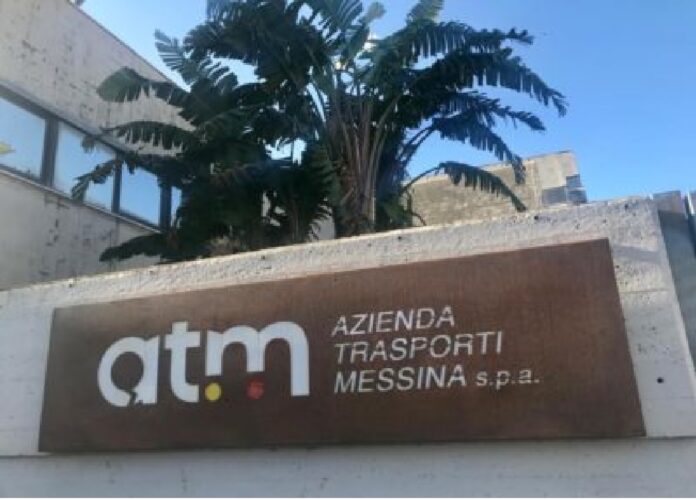 atm
AZIENDA
TRASPORTI
MESSINA s.p.a.